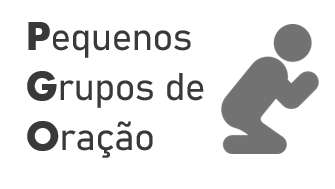 Pequenos
Grupos de
Oração